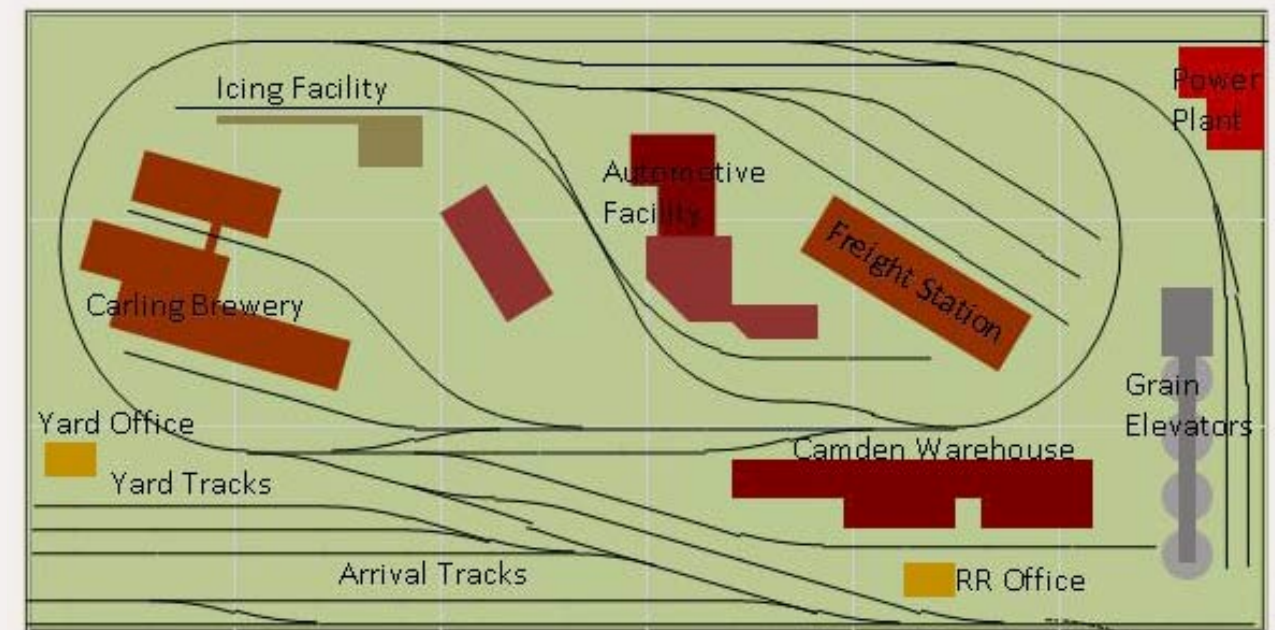 Icing Facility
Power
Plant
Automotive
Facility
Freight Station
Carling Brewery
Grain
Elevators
Yard Office
Camden Warehouse
Yard Tracks
Arrival Tracks
RR Office